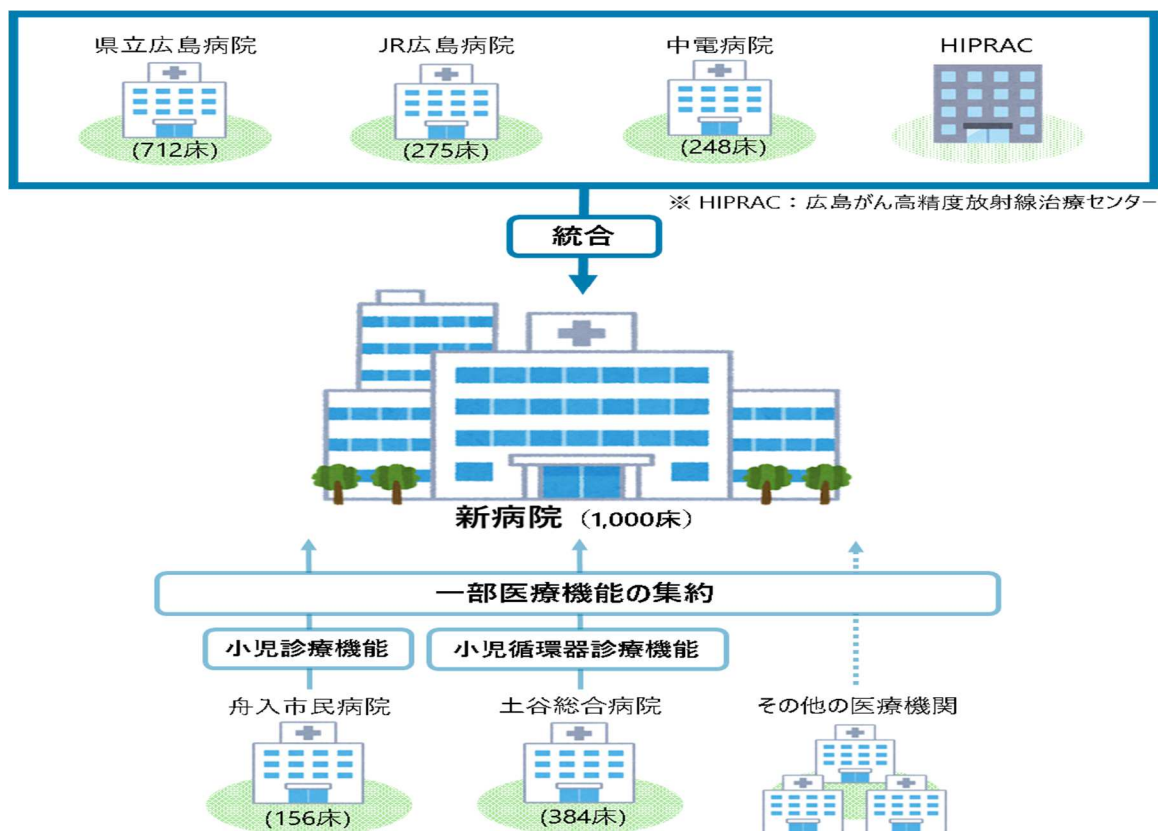 県立広島病院
JR広島病院
中電病院
HIPRAC
(712床)
(275床)
(248床)
※ HIPRAC：広島がん高精度放射線治療センター
統合
新病院（1,000床）
一部医療機能の集約
小児診療機能
小児循環器診療機能
舟入市民病院
土谷総合病院
その他の医療機関
(156床)
(384床)